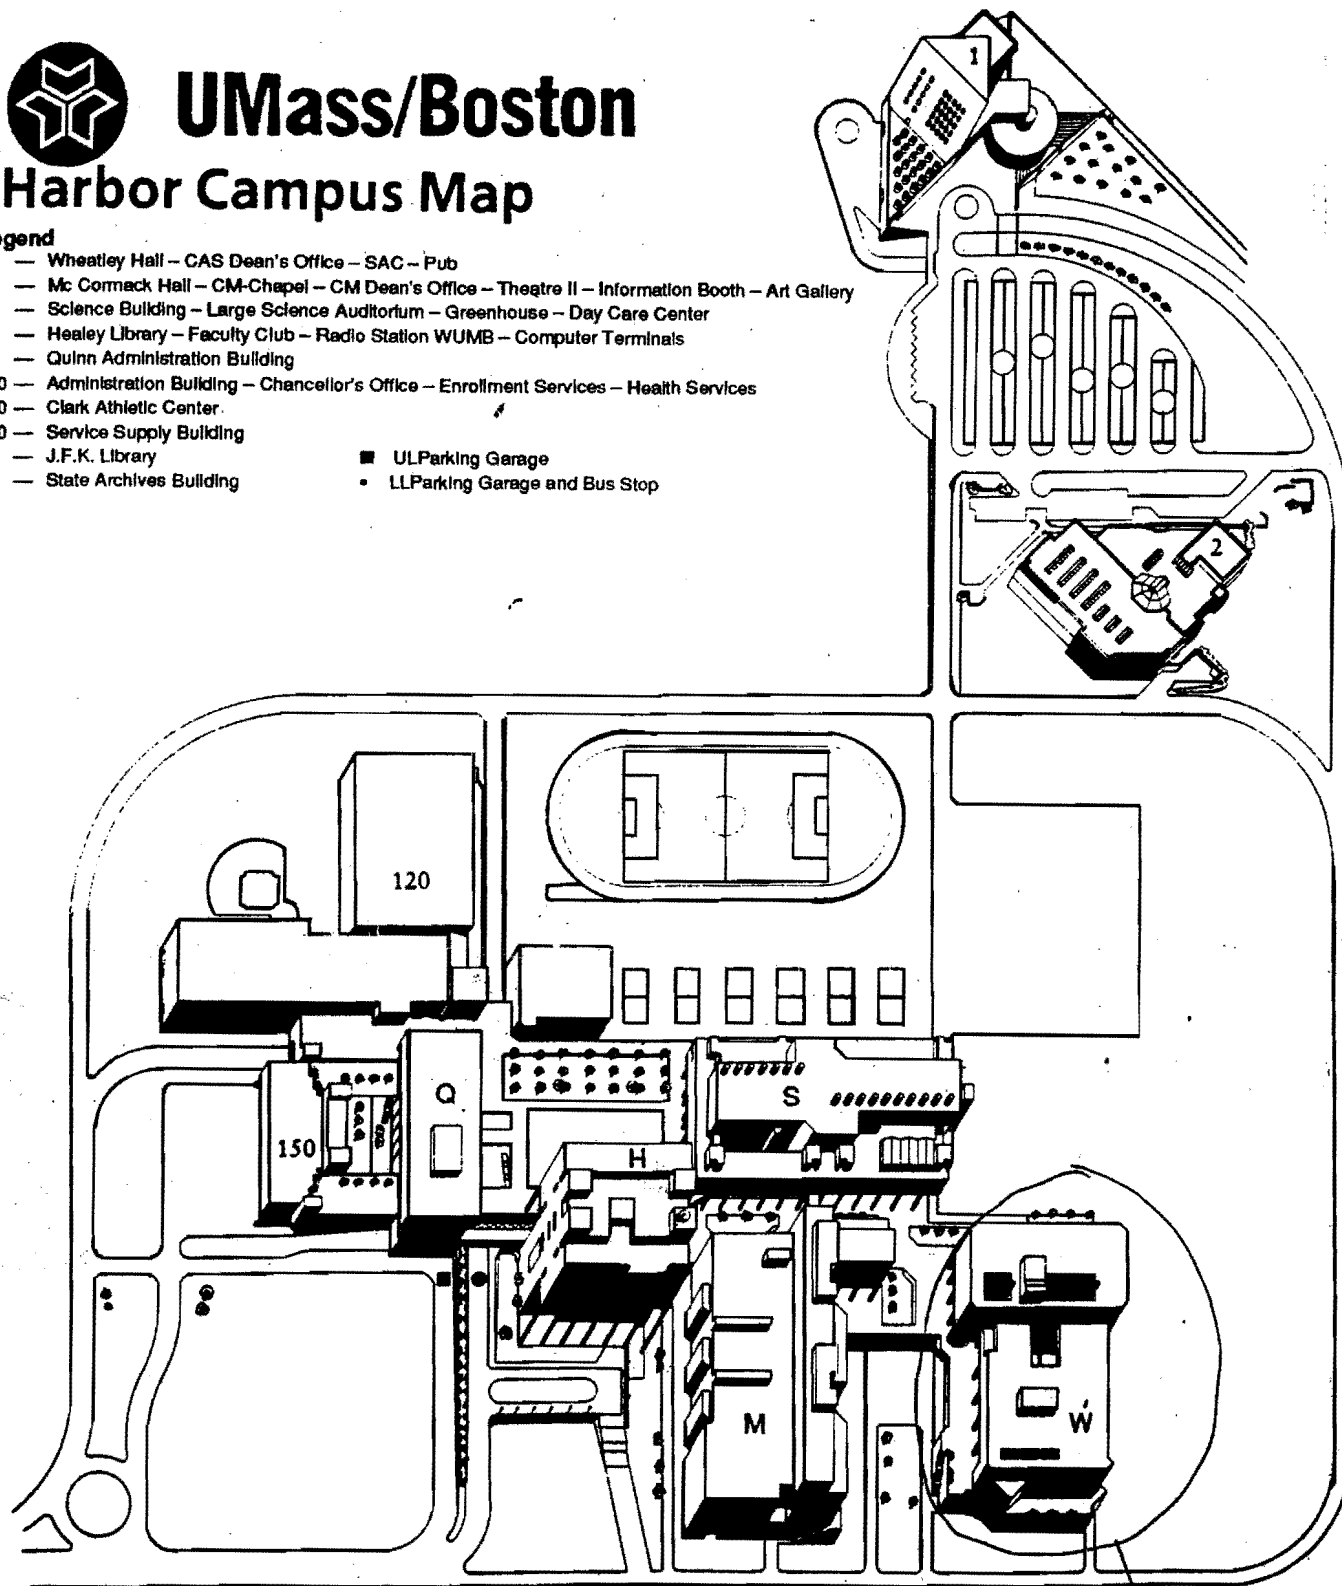 UMass/Boston
Harbor Campus Map
gend
— Wheatley Hall – CAS Dean's Office – SAC – Pub
— Mc Cormack Hall – CM-Chapel – CM Dean's Office – Theatre II – Information Booth – Art Gallery
— Science Building – Large Science Auditorium – Greenhouse – Day Care Center
— Healey Library – Faculty Club – Radio Station WUMB – Computer Terminals
— Quinn Administration Building
0 — Administration Building – Chancellor's Office – Enrollment Services – Health Services
0 — Clark Athletic Center
0 — Service Supply Building
— J.F.K. Library
— State Archives Building
■ ULParking Garage
• LLParking Garage and Bus Stop
1
2
120
Q
S
150
H
M
W